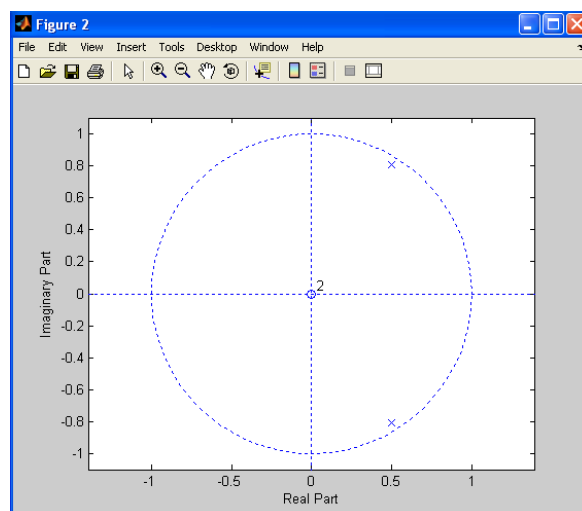 Figure 2
File Edit View Insert Tools Desktop Window Help
1
0.8
0.6
0.4
0.2
0
-0.2
-0.4
-0.6
-0.8
-1
Imaginary Part
2
-1 -0.5 0 0.5 1
Real Part